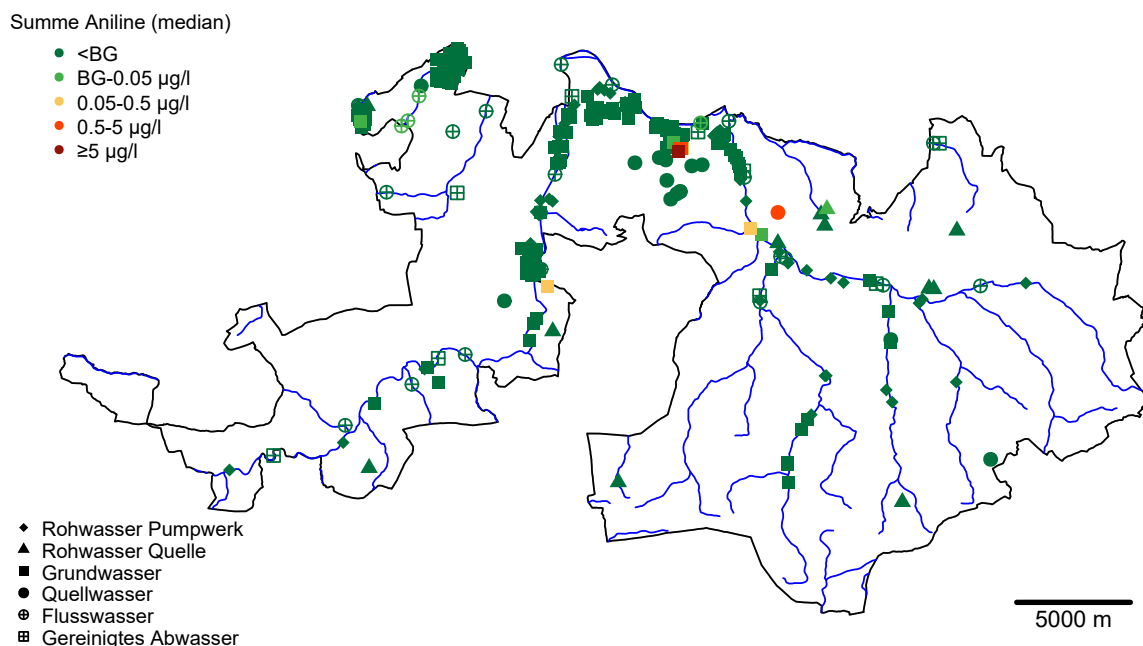 Summe Aniline (median)
<BG
BG-0.05 µg/l
0.05-0.5 µg/l
0.5-5 µg/l
≥5 µg/l
Rohwasser Pumpwerk
Rohwasser Quelle
Grundwasser
Quellwasser
Flusswasser
Gereinigtes Abwasser
5000 m